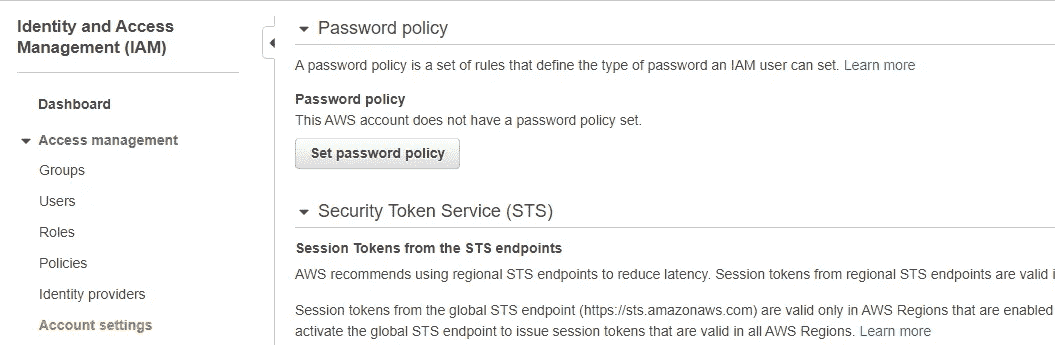 Identity and Access
Management (IAM)
Dashboard
Access management
Groups
Users
Roles
Policies
Identity providers
Account settings
Password policy
A password policy is a set of rules that define the type of password an IAM user can set. Learn more
Password policy
This AWS account does not have a password policy set.
Set password policy
Security Token Service (STS)
Session Tokens from the STS endpoints
AWS recommends using regional STS endpoints to reduce latency. Session tokens from regional STS endpoints are valid i
Session tokens from the global STS endpoint (https://sts.amazonaws.com) are valid only in AWS Regions that are enabled
activate the global STS endpoint to issue session tokens that are valid in all AWS Regions. Learn more